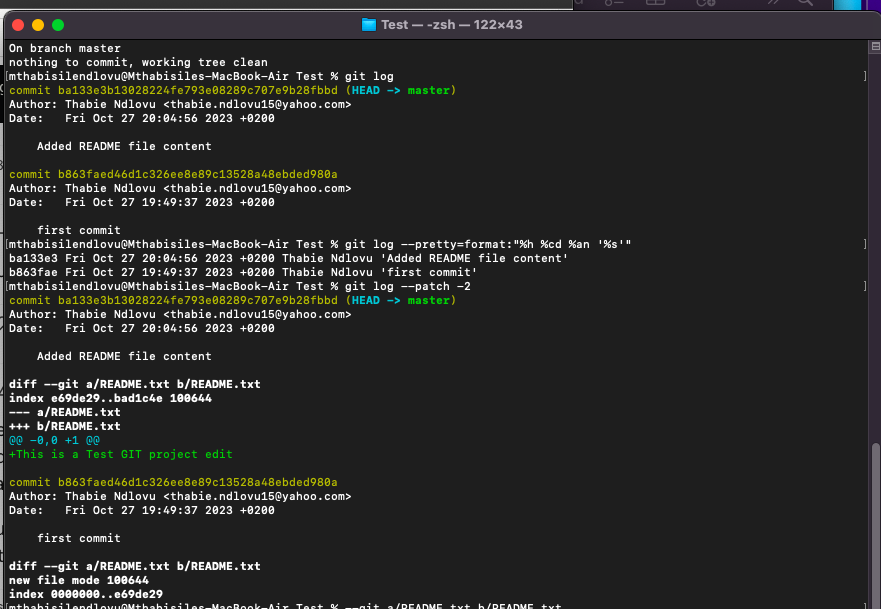 Test — -zsh — 122×43
On branch master
nothing to commit, working tree clean
[mthabisilendlovu@Mthabisiles-MacBook-Air Test % git log ]
commit ba133e3b13028224fe793e08289c707e9b28fbbd (HEAD -> master)
Author: Thabie Ndlovu <thabie.ndlovu15@yahoo.com>
Date:   Fri Oct 27 20:04:56 2023 +0200
    Added README file content
commit b863faed46d1c326ee8e89c13528a48ebded980a
Author: Thabie Ndlovu <thabie.ndlovu15@yahoo.com>
Date:   Fri Oct 27 19:49:37 2023 +0200
    first commit
[mthabisilendlovu@Mthabisiles-MacBook-Air Test % git log --pretty=format:"%h %cd %an '%s'" ]
ba133e3 Fri Oct 27 20:04:56 2023 +0200 Thabie Ndlovu 'Added README file content'
b863fae Fri Oct 27 19:49:37 2023 +0200 Thabie Ndlovu 'first commit'
[mthabisilendlovu@Mthabisiles-MacBook-Air Test % git log --patch -2 ]
commit ba133e3b13028224fe793e08289c707e9b28fbbd (HEAD -> master)
Author: Thabie Ndlovu <thabie.ndlovu15@yahoo.com>
Date:   Fri Oct 27 20:04:56 2023 +0200
    Added README file content
diff --git a/README.txt b/README.txt
index e69de29..bad1c4e 100644
--- a/README.txt
+++ b/README.txt
@@ -0,0 +1 @@
+This is a Test GIT project edit
commit b863faed46d1c326ee8e89c13528a48ebded980a
Author: Thabie Ndlovu <thabie.ndlovu15@yahoo.com>
Date:   Fri Oct 27 19:49:37 2023 +0200
    first commit
diff --git a/README.txt b/README.txt
new file mode 100644
index 0000000..e69de29
[mthabisilendlovu@Mthabisiles-MacBook-Air Test % --git a/README.txt b/README.txt ]